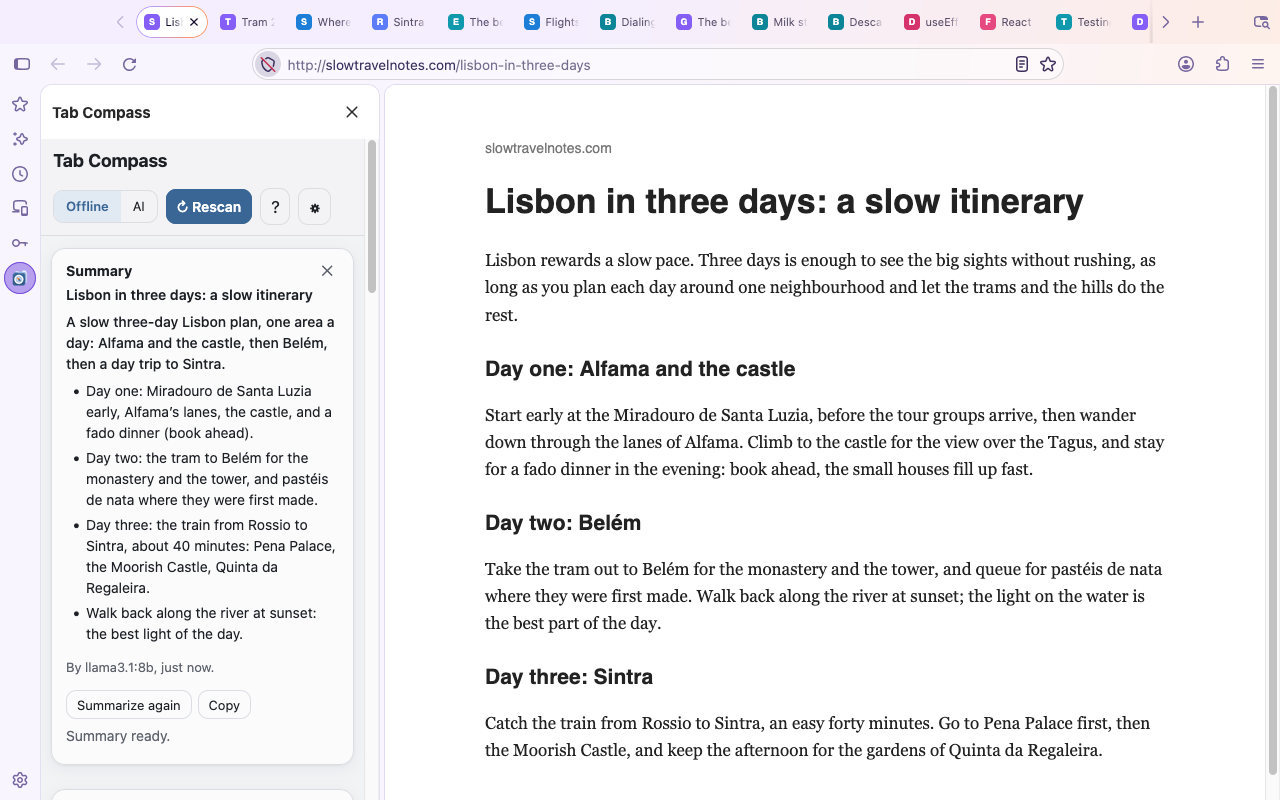 Lisb
Tram 2
Where
Sintra
The be
Flights
Dialing
The be
Milk st
Desca
useEff
React
Testing
http://slowtravelnotes.com/lisbon-in-three-days
Tab Compass
Tab Compass
Offline
AI
Rescan
?
Summary
Lisbon in three days: a slow itinerary
A slow three-day Lisbon plan, one area a
day: Alfama and the castle, then Belém,
then a day trip to Sintra.
• Day one: Miradouro de Santa Luzia
early, Alfama’s lanes, the castle, and a
fado dinner (book ahead).
• Day two: the tram to Belém for the
monastery and the tower, and pastéis
de nata where they were first made.
• Day three: the train from Rossio to
Sintra, about 40 minutes: Pena Palace,
the Moorish Castle, Quinta da
Regaleira.
• Walk back along the river at sunset:
the best light of the day.
By llama3.1:8b, just now.
Summarize again
Copy
Summary ready.
slowtravelnotes.com
Lisbon in three days: a slow itinerary
Lisbon rewards a slow pace. Three days is enough to see the big sights without rushing, as
long as you plan each day around one neighbourhood and let the trams and the hills do the
rest.
Day one: Alfama and the castle
Start early at the Miradouro de Santa Luzia, before the tour groups arrive, then wander
down through the lanes of Alfama. Climb to the castle for the view over the Tagus, and stay
for a fado dinner in the evening: book ahead, the small houses fill up fast.
Day two: Belém
Take the tram out to Belém for the monastery and the tower, and queue for pastéis de nata
where they were first made. Walk back along the river at sunset; the light on the water is
the best part of the day.
Day three: Sintra
Catch the train from Rossio to Sintra, an easy forty minutes. Go to Pena Palace first, then
the Moorish Castle, and keep the afternoon for the gardens of Quinta da Regaleira.